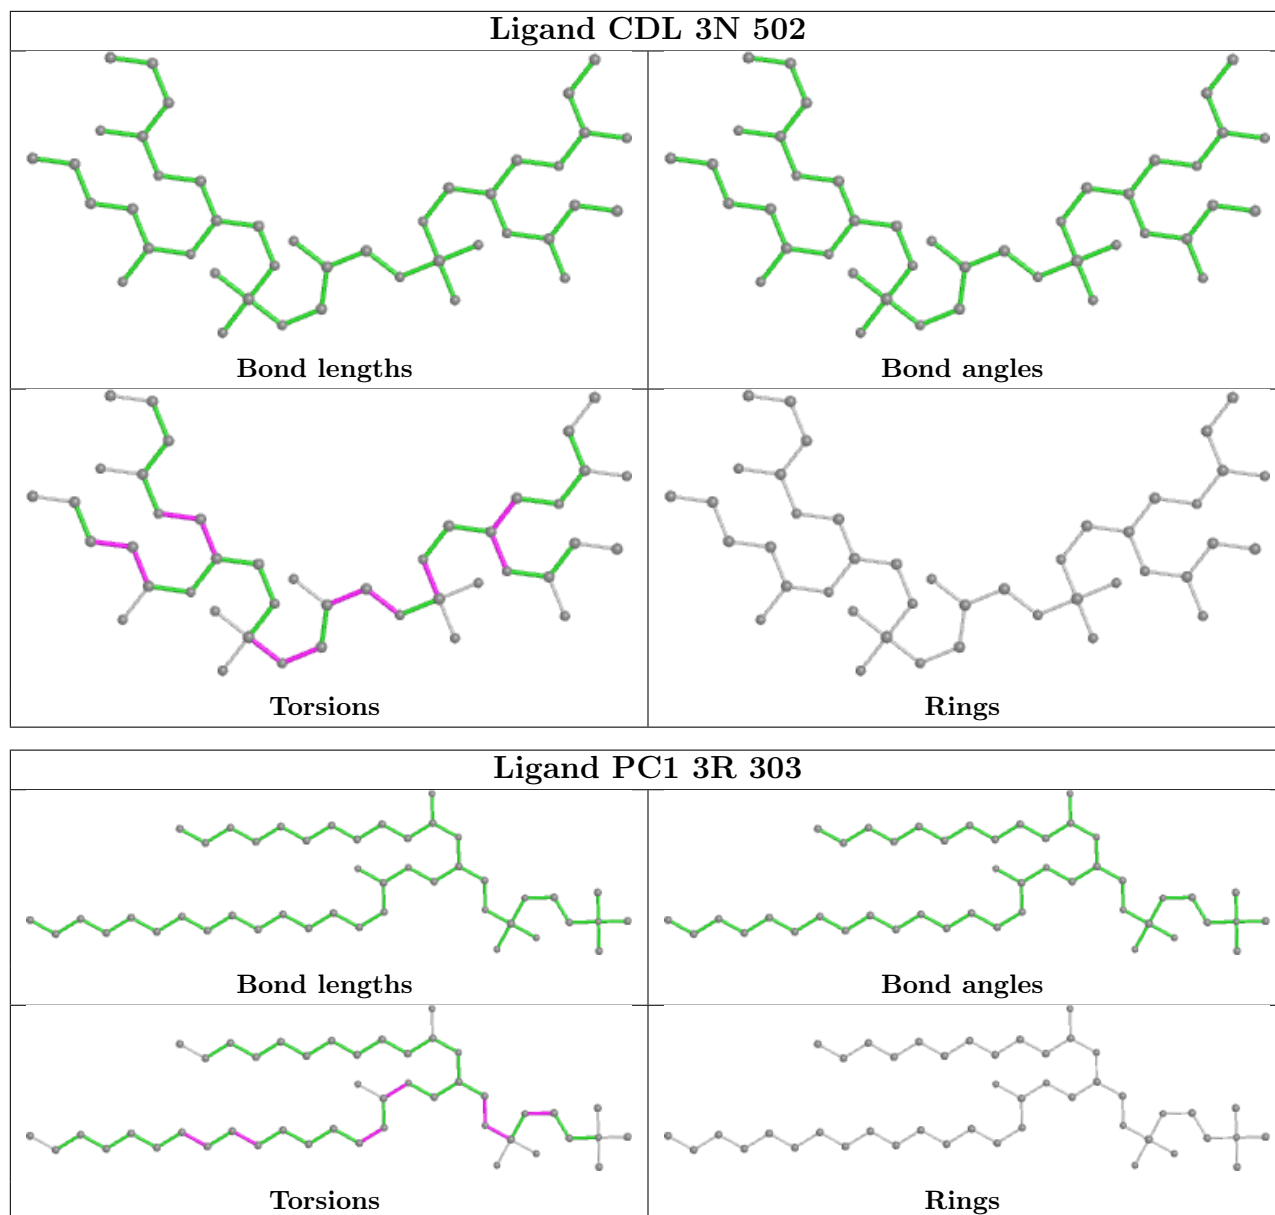 Ligand CDL 3N 502
Bond lengths
Bond angles
Torsions
Rings
Ligand PC1 3R 303
Bond lengths
Bond angles
Torsions
Rings